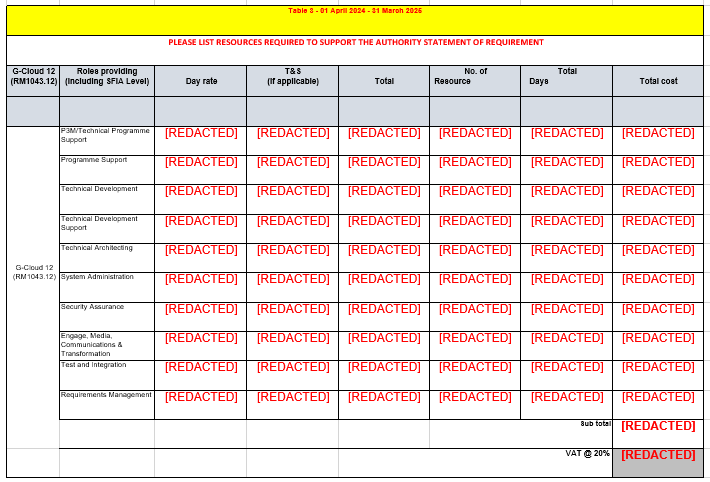 Table 3 - 01 April 2024 - 31 March 2025
PLEASE LIST RESOURCES REQUIRED TO SUPPORT THE AUTHORITY STATEMENT OF REQUIREMENT
G-Cloud 12 (RM1043.12) Roles providing (Including SFIA Level) Day rate T&S (if applicable) Total No. of Resource Total Days Total cost
P3M/Technical Programme Support [REDACTED] [REDACTED] [REDACTED] [REDACTED] [REDACTED] [REDACTED]
Programme Support [REDACTED] [REDACTED] [REDACTED] [REDACTED] [REDACTED] [REDACTED]
Technical Development [REDACTED] [REDACTED] [REDACTED] [REDACTED] [REDACTED] [REDACTED]
Technical Development Support [REDACTED] [REDACTED] [REDACTED] [REDACTED] [REDACTED] [REDACTED]
Technical Architecting [REDACTED] [REDACTED] [REDACTED] [REDACTED] [REDACTED] [REDACTED]
G-Cloud 12 (RM1043.12) System Administration [REDACTED] [REDACTED] [REDACTED] [REDACTED] [REDACTED] [REDACTED]
Security Assurance [REDACTED] [REDACTED] [REDACTED] [REDACTED] [REDACTED] [REDACTED]
Engage, Media, Communications & Transformation [REDACTED] [REDACTED] [REDACTED] [REDACTED] [REDACTED] [REDACTED]
Test and Integration [REDACTED] [REDACTED] [REDACTED] [REDACTED] [REDACTED] [REDACTED]
Requirements Management [REDACTED] [REDACTED] [REDACTED] [REDACTED] [REDACTED] [REDACTED]
Sub total [REDACTED]
VAT @ 20% [REDACTED]